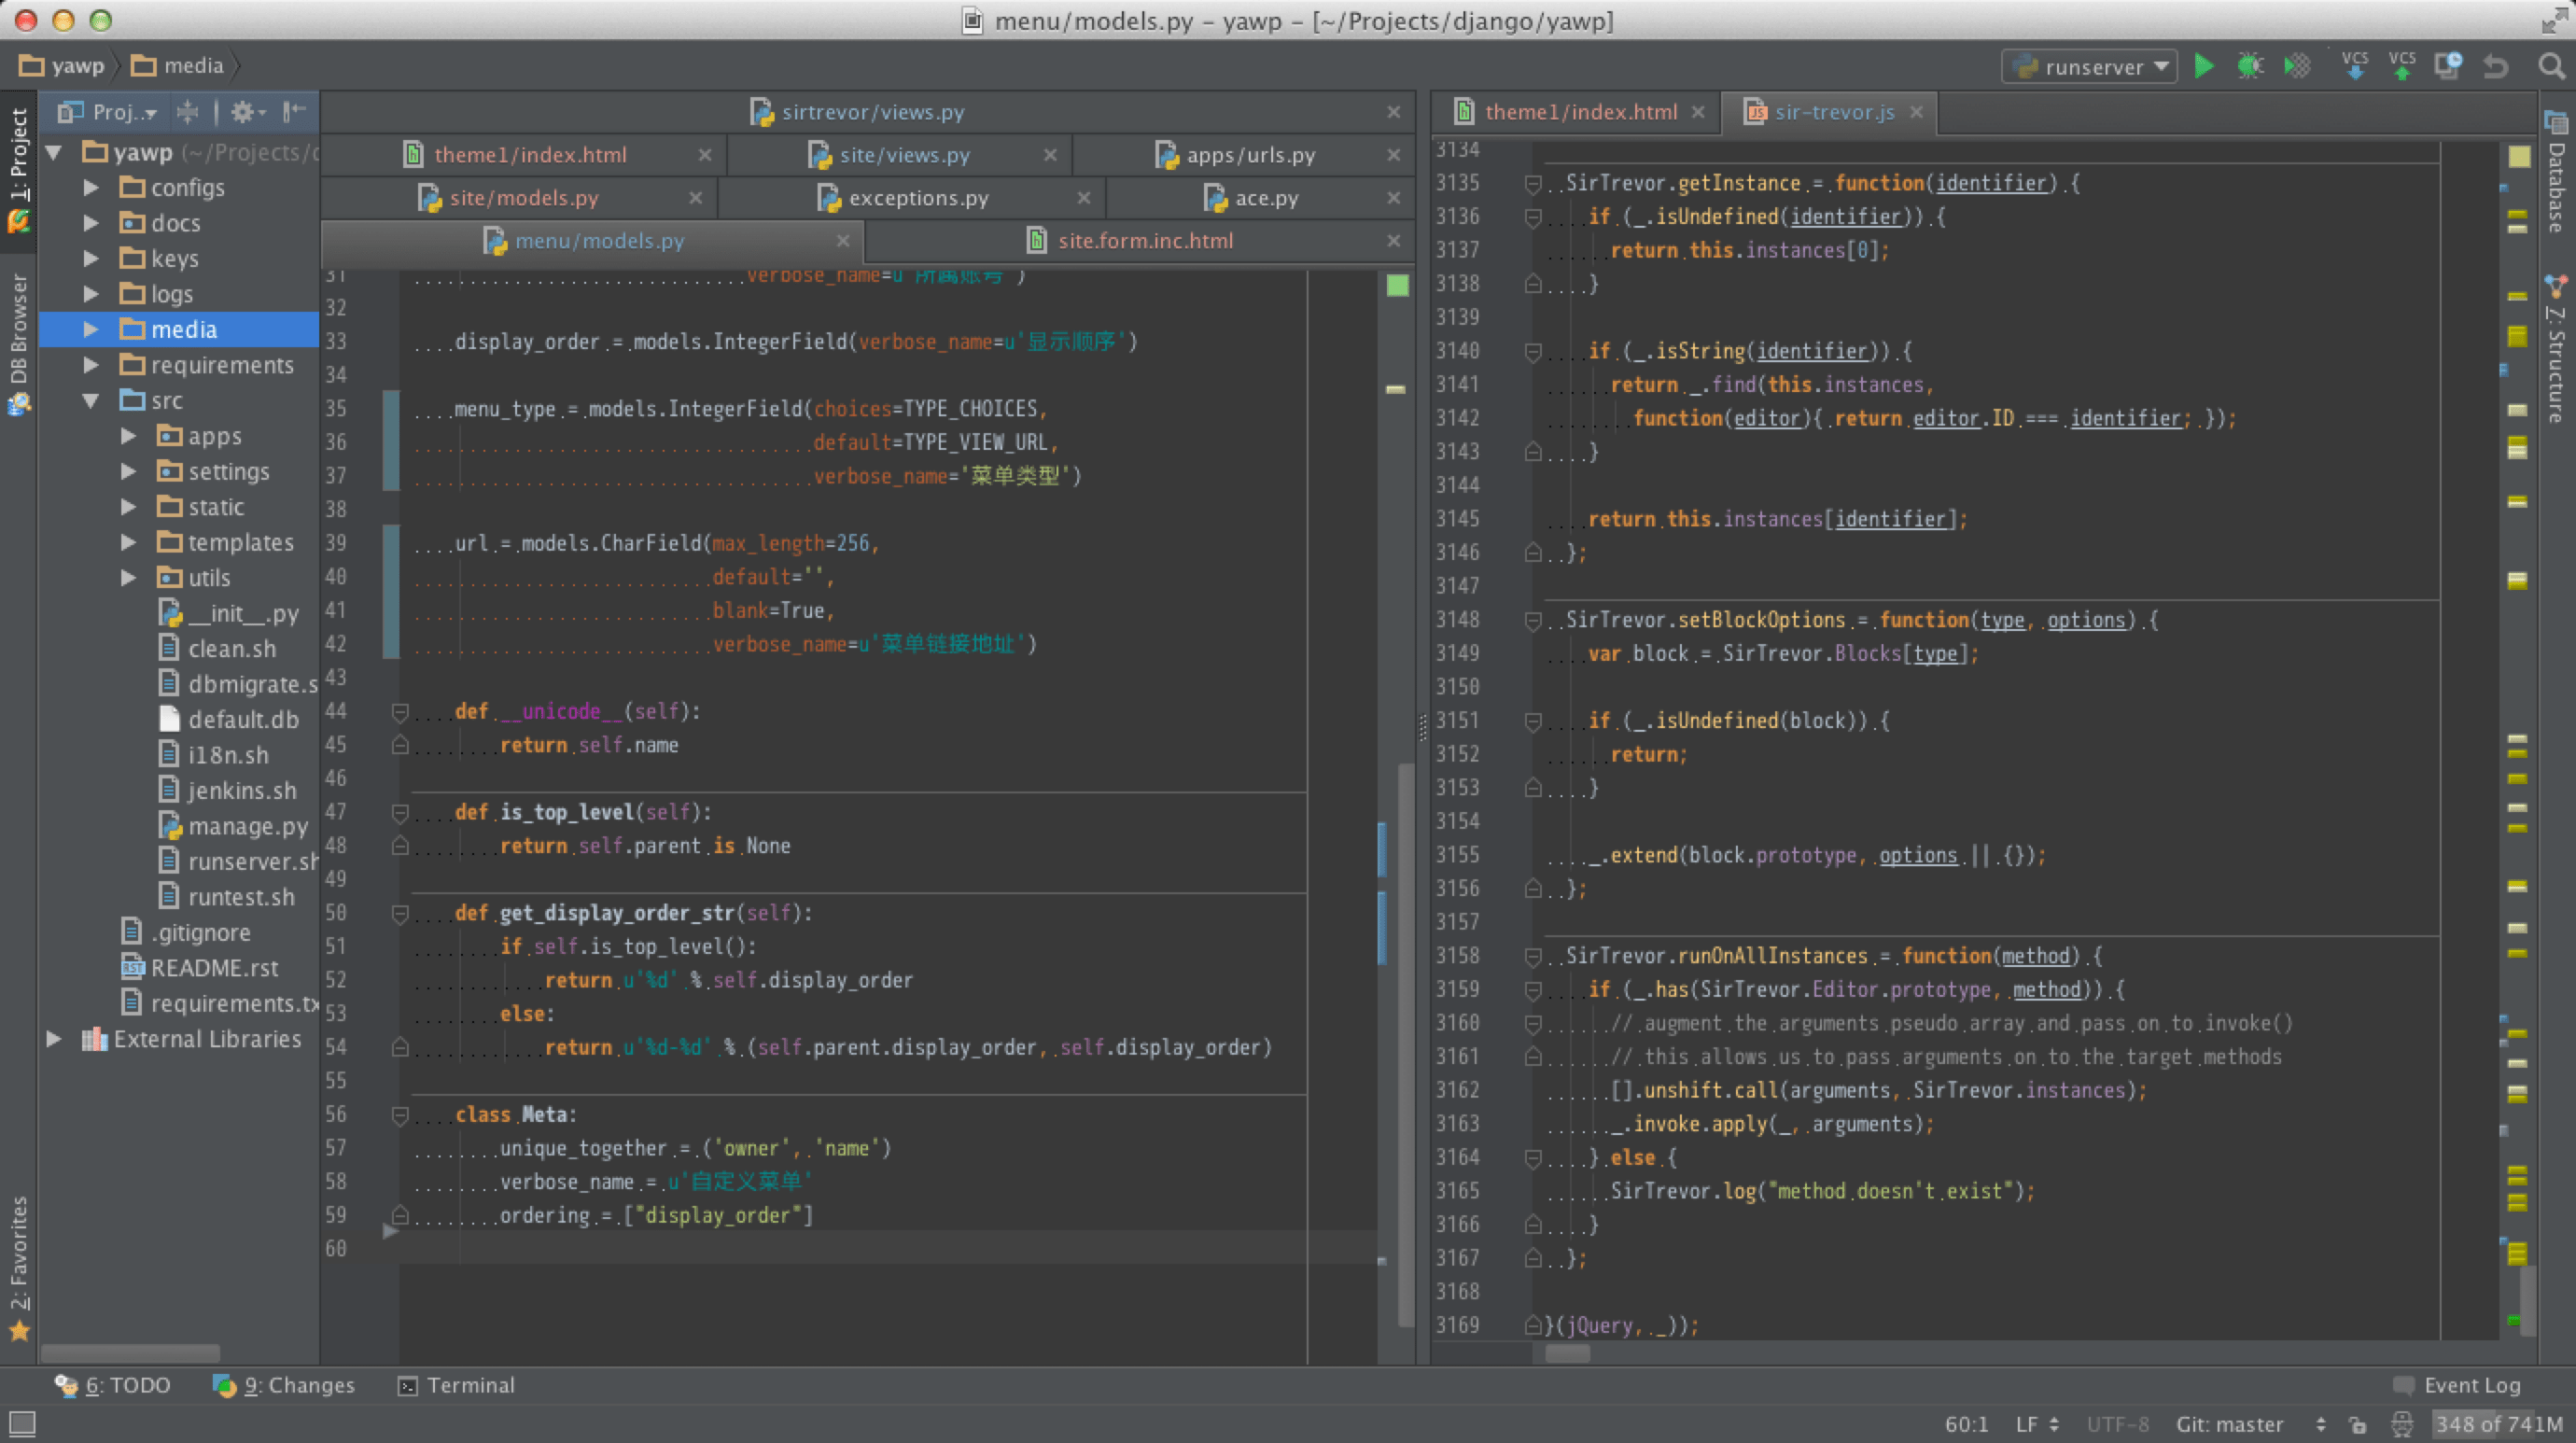 menu/models.py – yawp – [~/Projects/django/yawp]
yawp media runserver VCS VCS
1: Project
DB Browser
2: Favorites
Proj..
yawp (~/Projects/
configs
docs
keys
logs
media
requirements
src
apps
settings
static
templates
utils
__init__.py
clean.sh
dbmigrate.s
default.db
i18n.sh
jenkins.sh
manage.py
runserver.sh
runtest.sh
.gitignore
README.rst
requirements.tx
External Libraries
sirtrevor/views.py
theme1/index.html site/views.py apps/urls.py
site/models.py exceptions.py ace.py
menu/models.py site.form.inc.html
31 verbose_name=u'所属账号')
32
33 display_order = models.IntegerField(verbose_name=u'显示顺序')
34
35 menu_type = models.IntegerField(choices=TYPE_CHOICES,
36 default=TYPE_VIEW_URL,
37 verbose_name='菜单类型')
38
39 url = models.CharField(max_length=256,
40 default='',
41 blank=True,
42 verbose_name=u'菜单链接地址')
43
44 def __unicode__(self):
45 return self.name
46
47 def is_top_level(self):
48 return self.parent is None
49
50 def get_display_order_str(self):
51 if self.is_top_level():
52 return u'%d' % self.display_order
53 else:
54 return u'%d-%d' % (self.parent.display_order, self.display_order)
55
56 class Meta:
57 unique_together = ('owner', 'name')
58 verbose_name = u'自定义菜单'
59 ordering = ["display_order"]
60
theme1/index.html sir-trevor.js
3134
3135 SirTrevor.getInstance = function(identifier) {
3136 if (_.isUndefined(identifier)) {
3137 return this.instances[0];
3138 }
3139
3140 if (_.isString(identifier)) {
3141 return _.find(this.instances,
3142 function(editor){ return editor.ID === identifier; });
3143 }
3144
3145 return this.instances[identifier];
3146 };
3147
3148 SirTrevor.setBlockOptions = function(type, options) {
3149 var block = SirTrevor.Blocks[type];
3150
3151 if (_.isUndefined(block)) {
3152 return;
3153 }
3154
3155 _.extend(block.prototype, options || {});
3156 };
3157
3158 SirTrevor.runOnAllInstances = function(method) {
3159 if (_.has(SirTrevor.Editor.prototype, method)) {
3160 // augment the arguments pseudo array and pass on to invoke()
3161 // this allows us to pass arguments on to the target methods
3162 [].unshift.call(arguments, SirTrevor.instances);
3163 _.invoke.apply(_, arguments);
3164 } else {
3165 SirTrevor.log("method doesn't exist");
3166 }
3167 };
3168
3169 }(jQuery, _));
Database
7: Structure
6: TODO 9: Changes Terminal Event Log
60:1 LF UTF-8 Git: master 348 of 741M